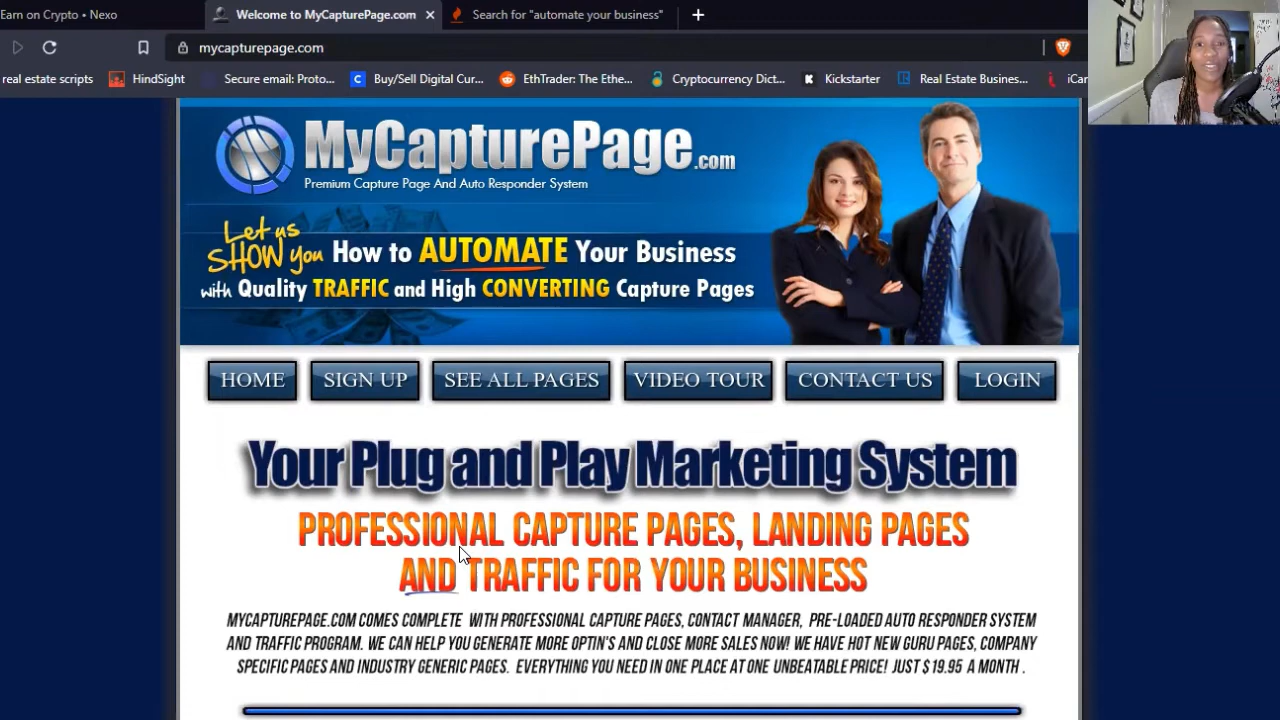 Earn on Crypto • Nexo
Welcome to MyCapturePage.com
Search for "automate your business"
mycapturepage.com
real estate scripts
HindSight
Secure email: Proto...
Buy/Sell Digital Cur...
EthTrader: The Ethe...
Cryptocurrency Dict...
Kickstarter
Real Estate Business...
iCar
MyCapturePage.com
Premium Capture Page And Auto Responder System
Let us
SHOW you How to AUTOMATE Your Business
with Quality TRAFFIC and High CONVERTING Capture Pages
HOME
SIGN UP
SEE ALL PAGES
VIDEO TOUR
CONTACT US
LOGIN
Your Plug and Play Marketing System
PROFESSIONAL CAPTURE PAGES, LANDING PAGES
AND TRAFFIC FOR YOUR BUSINESS
MYCAPTUREPAGE.COM COMES COMPLETE WITH PROFESSIONAL CAPTURE PAGES, CONTACT MANAGER, PRE-LOADED AUTO RESPONDER SYSTEM
AND TRAFFIC PROGRAM. WE CAN HELP YOU GENERATE MORE OPTIN'S AND CLOSE MORE SALES NOW! WE HAVE HOT NEW GURU PAGES, COMPANY
SPECIFIC PAGES AND INDUSTRY GENERIC PAGES. EVERYTHING YOU NEED IN ONE PLACE AT ONE UNBEATABLE PRICE! JUST $19.95 A MONTH .